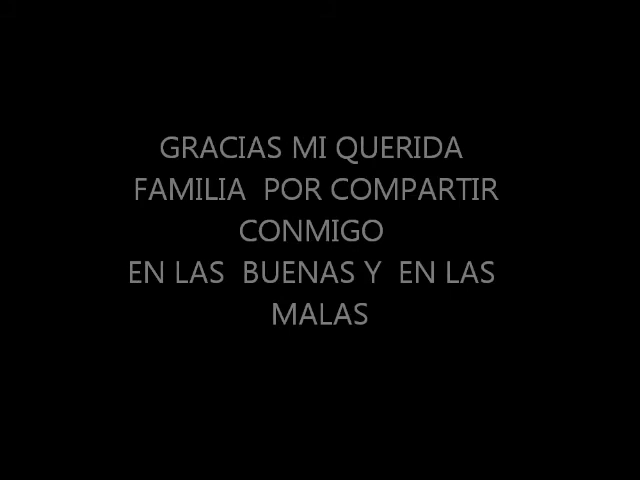 GRACIAS MI QUERIDA
FAMILIA POR COMPARTIR
CONMIGO
EN LAS BUENAS Y EN LAS
MALAS